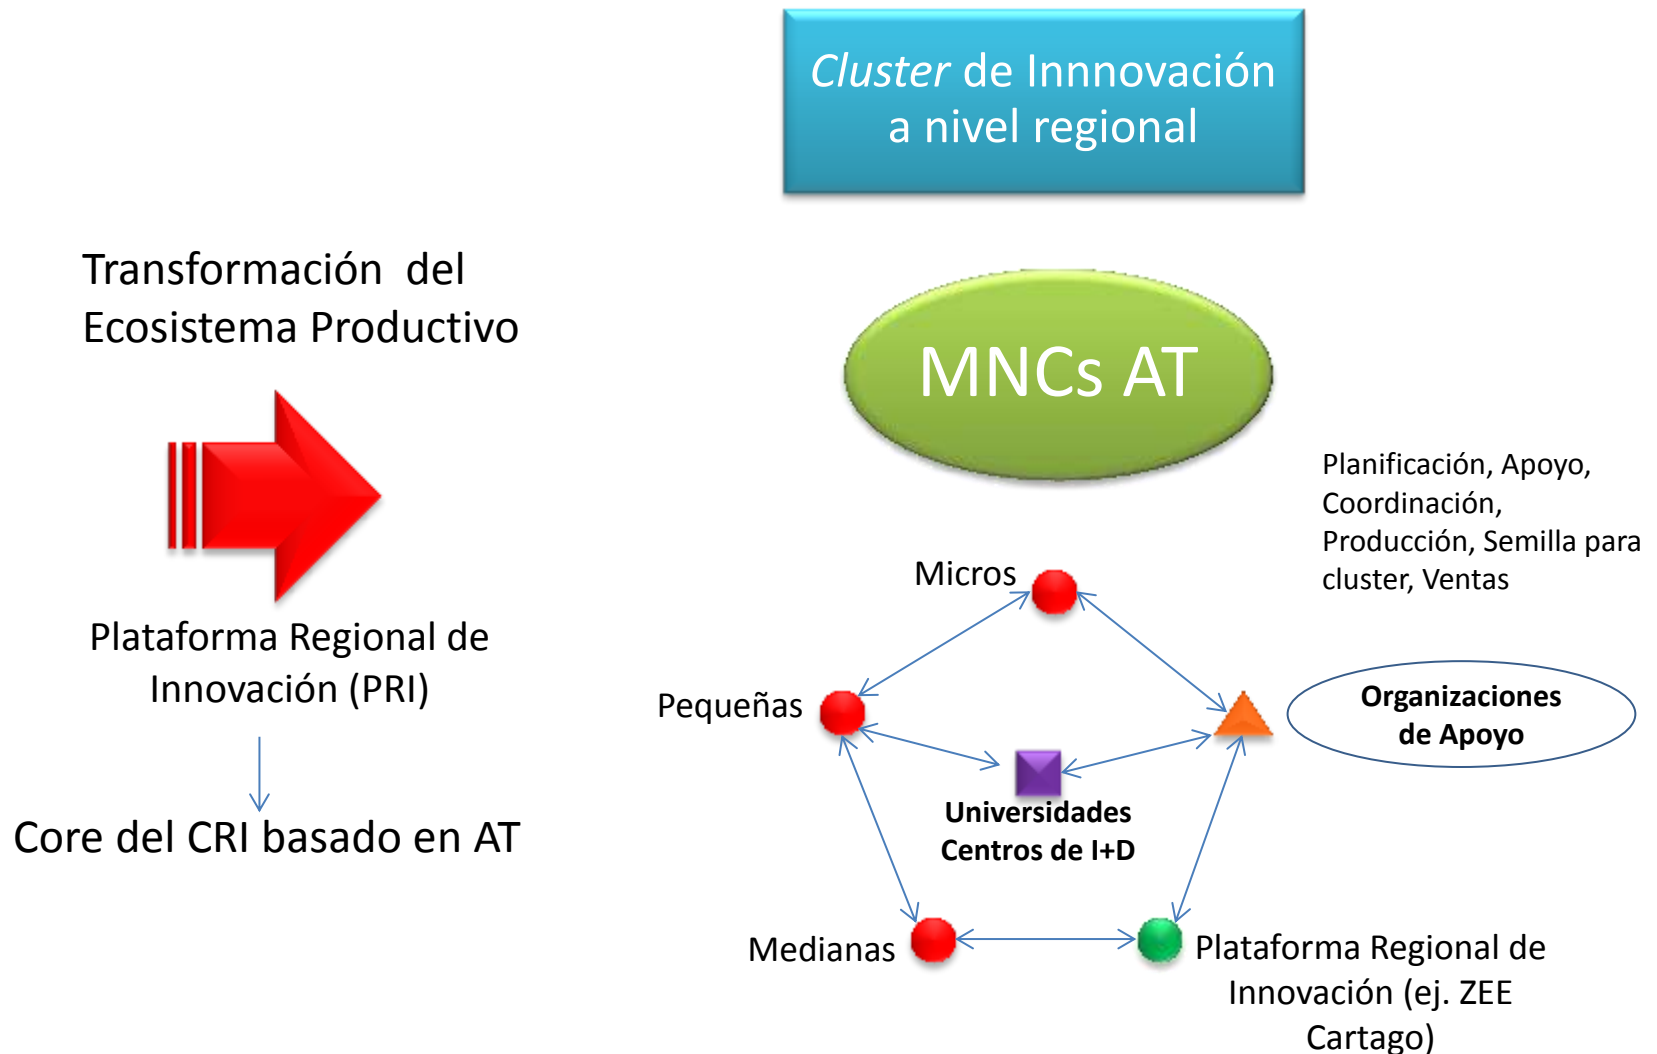 Cluster de Innnovación
a nivel regional
Transformación del
Ecosistema Productivo
MNCs AT
Planificación, Apoyo,
Coordinación,
Producción, Semilla para
cluster, Ventas
Micros
Plataforma Regional de
Innovación (PRI)
Pequeñas
Organizaciones
de Apoyo
Universidades
Centros de I+D
Core del CRI basado en AT
Medianas
Plataforma Regional de
Innovación (ej. ZEE
Cartago)